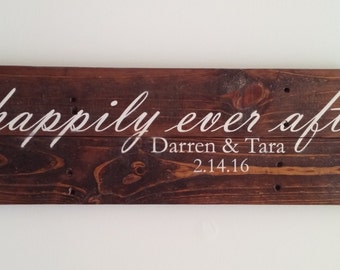 happily ever aft
Darren & Tara
2.14.16